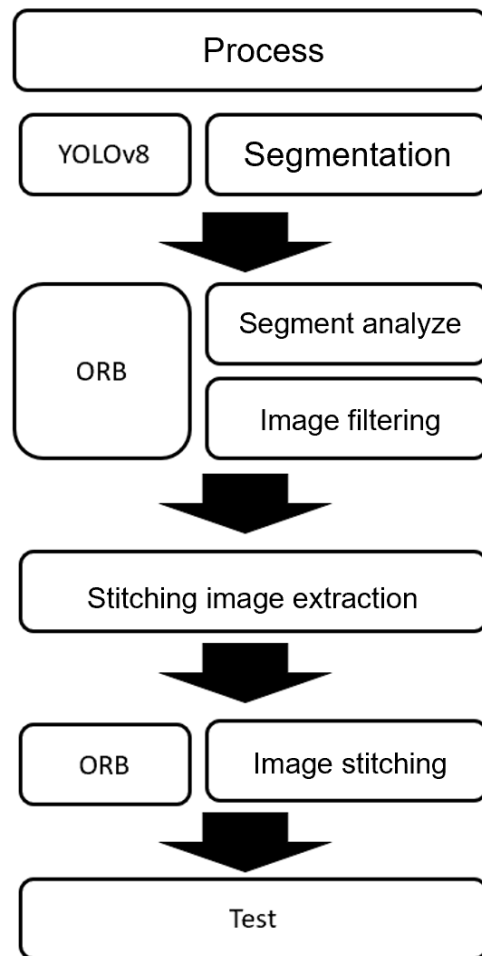 Process
YOLOv8
Segmentation
ORB
Segment analyze
Image filtering
Stitching image extraction
ORB
Image stitching
Test